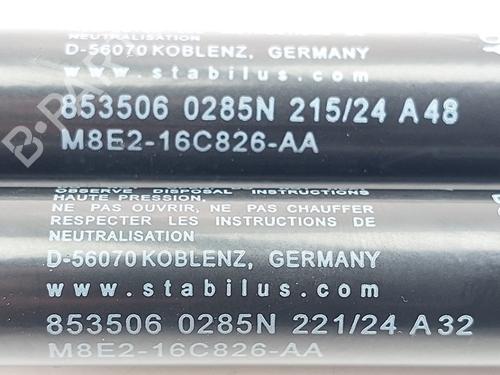 NEUTRALISATION
D-56070 KOBLENZ, GERMANY
www.stabilus.com
853506 0285N 215/24 A48
M8E2-16C826-AA
OBSERVE DISPOSAL INSTRUCTIONS
HAUTE PRESSION.
NE PAS OUVRIR, NE PAS CHAUFFER
RESPECTER LES INSTRUCTIONS DE
NEUTRALISATION
D-56070 KOBLENZ, GERMANY
www.stabilus.com
853506 0285N 221/24 A32
M8E2-16C826-AA
B-PARTS